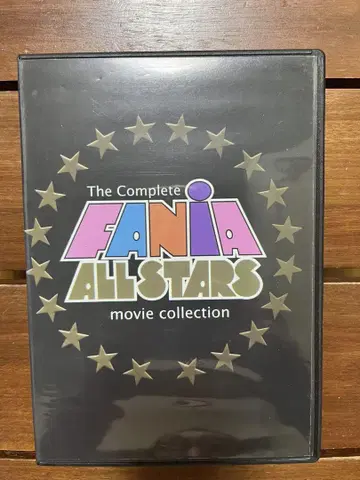 The Complete
FANIA
ALL STARS
movie collection